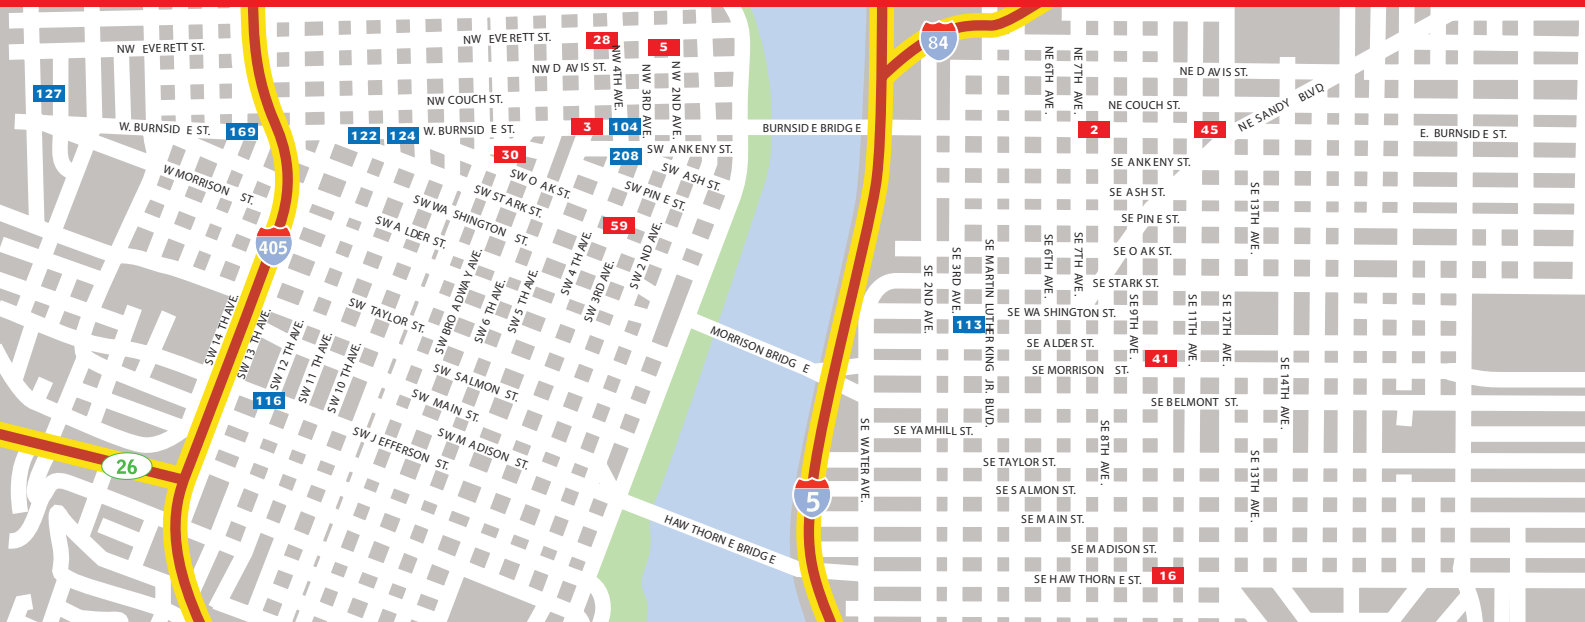 NW EVERETT ST.
NW EVERETT ST.
28
5
84
NW DAVIS ST.
NW 4TH AVE.
NW 3RD AVE.
NW 2ND AVE.
NE 6TH AVE.
NE 7TH AVE.
NE DAVIS ST.
127
NW COUCH ST.
NE COUCH ST.
NE SANDY BLVD
W. BURNSIDE ST.
169
122
124
W. BURNSIDE ST.
3
104
BURNSIDE BRIDGE
2
45
E. BURNSIDE ST.
30
208
SW ANKENY ST.
SE ANKENY ST.
W MORRISON ST.
SW OAK ST.
SW ASH ST.
SW PINE ST.
SE ASH ST.
SW STARK ST.
SW WASHINGTON ST.
SW ALDER ST.
59
SE PINE ST.
SE 13TH AVE.
405
SW BROADWAY AVE.
SW 6TH AVE.
SW 5TH AVE.
SW 4TH AVE.
SW 3RD AVE.
SW 2ND AVE.
SE 2ND AVE.
SE 3RD AVE.
SE MARTIN LUTHER KING JR. BLVD.
SE 6TH AVE.
SE 7TH AVE.
SE OAK ST.
SE STARK ST.
SW 14TH AVE.
SW 13TH AVE.
SW 12TH AVE.
SW 11TH AVE.
SW 10TH AVE.
SW TAYLOR ST.
MORRISON BRIDGE
113
SE WASHINGTON ST.
SE 9TH AVE.
SE 11TH AVE.
SE 12TH AVE.
SE ALDER ST.
41
SE MORRISON ST.
SE 14TH AVE.
116
SW SALMON ST.
SW MAIN ST.
SE BELMONT ST.
SW JEFFERSON ST.
SW MADISON ST.
SE WATER AVE.
SE YAMHILL ST.
SE 8TH AVE.
26
SE TAYLOR ST.
SE 13TH AVE.
5
SE SALMON ST.
HAWTHORNE BRIDGE
SE MAIN ST.
SE MADISON ST.
SE HAWTHORNE ST.
16